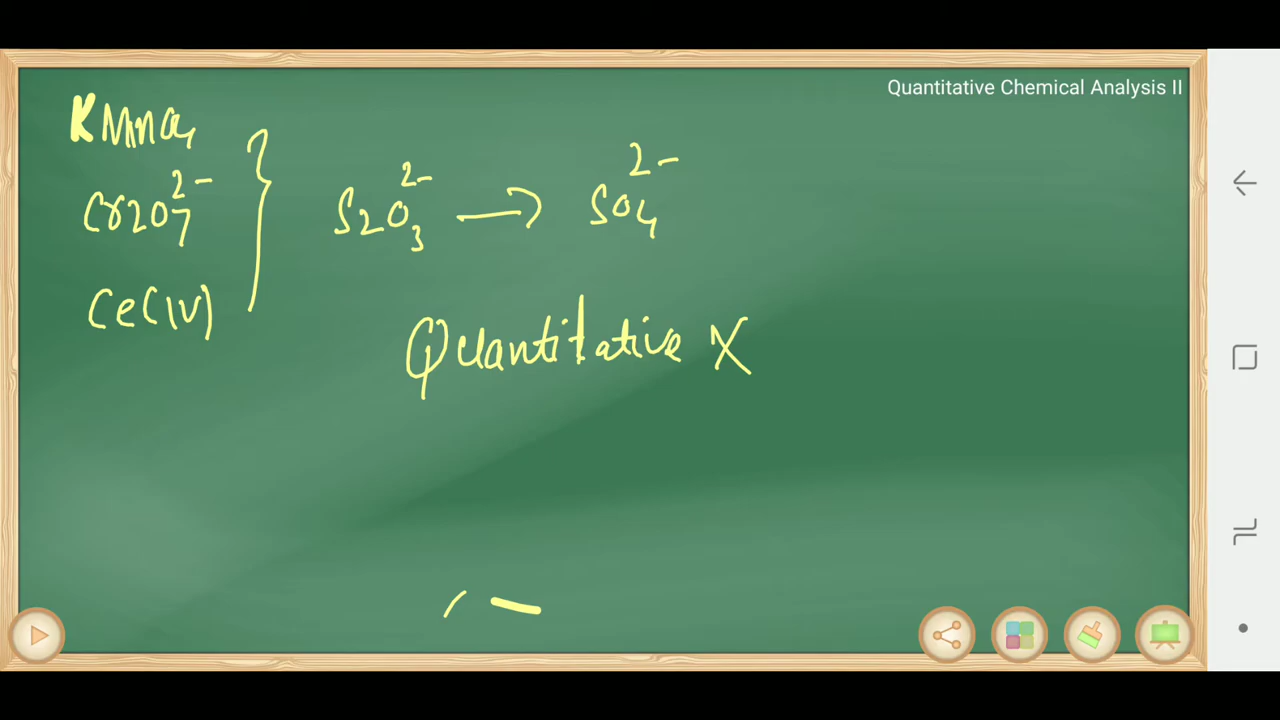 Quantitative Chemical Analysis II
KMnO4
Cr2O7 2-
Ce(IV)
S2O3 2- → SO4 2-
Quantitative X